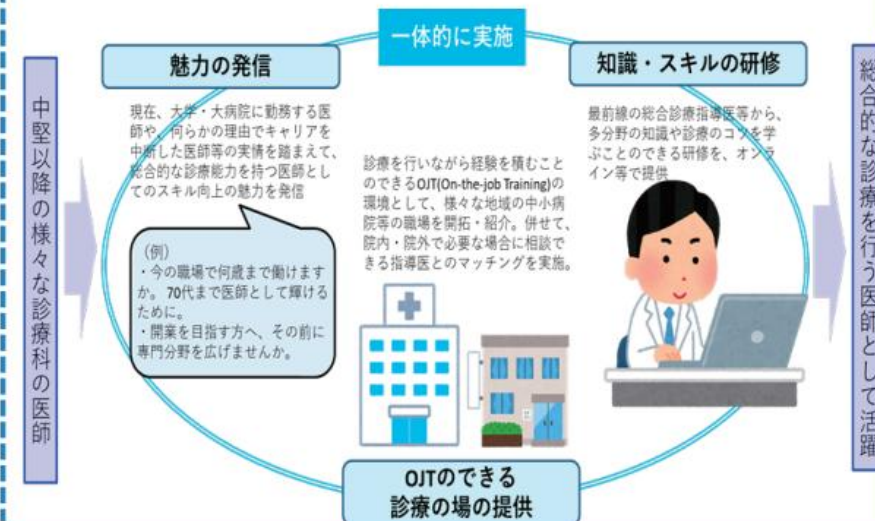 一体的に実施
魅力の発信
知識・スキルの研修
中堅以降の様々な診療科の医師
現在、大学・大病院に勤務する医
師や、何らかの理由でキャリアを
中断した医師等の実情を踏まえて、
総合的な診療能力を持つ医師とし
てのスキル向上の魅力を発信
（例）
・今の職場で何歳まで働けます
か。 70代まで医師として輝ける
ために。
・開業を目指す方へ、その前に
専門分野を広げませんか。
診療を行いながら経験を積むこと
のできるOJT(On-the-job Training)の
環境として、様々な地域の中小病
院等の職場を開拓・紹介。併せて、
院内・院外で必要な場合に相談で
きる指導医とのマッチングを実施。
最前線の総合診療指導医等から、
多分野の知識や診療のコツを学
ぶことのできる研修を、オンラ
イン等で提供
総合的な診療を行う医師として活躍
OJTのできる
診療の場の提供